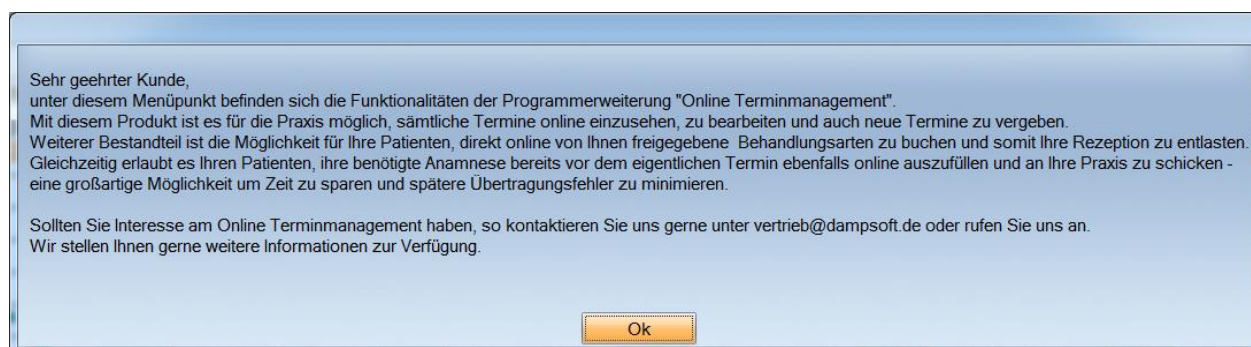 Sehr geehrter Kunde,
unter diesem Menüpunkt befinden sich die Funktionalitäten der Programmerweiterung "Online Terminmanagement".
Mit diesem Produkt ist es für die Praxis möglich, sämtliche Termine online einzusehen, zu bearbeiten und auch neue Termine zu vergeben.
Weiterer Bestandteil ist die Möglichkeit für Ihre Patienten, direkt online von Ihnen freigegebene Behandlungsarten zu buchen und somit Ihre Rezeption zu entlasten.
Gleichzeitig erlaubt es Ihren Patienten, ihre benötigte Anamnese bereits vor dem eigentlichen Termin ebenfalls online auszufüllen und an Ihre Praxis zu schicken -
eine großartige Möglichkeit um Zeit zu sparen und spätere Übertragungsfehler zu minimieren.
Sollten Sie Interesse am Online Terminmanagement haben, so kontaktieren Sie uns gerne unter vertrieb@dampsoft.de oder rufen Sie uns an.
Wir stellen Ihnen gerne weitere Informationen zur Verfügung.
Ok